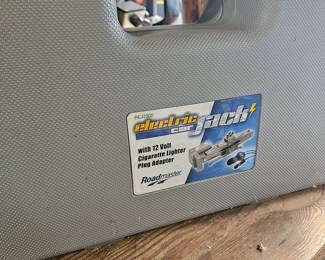 electric
car
jack
with 12 Volt
Cigarette Lighter
Plug Adapter
Roadmaster